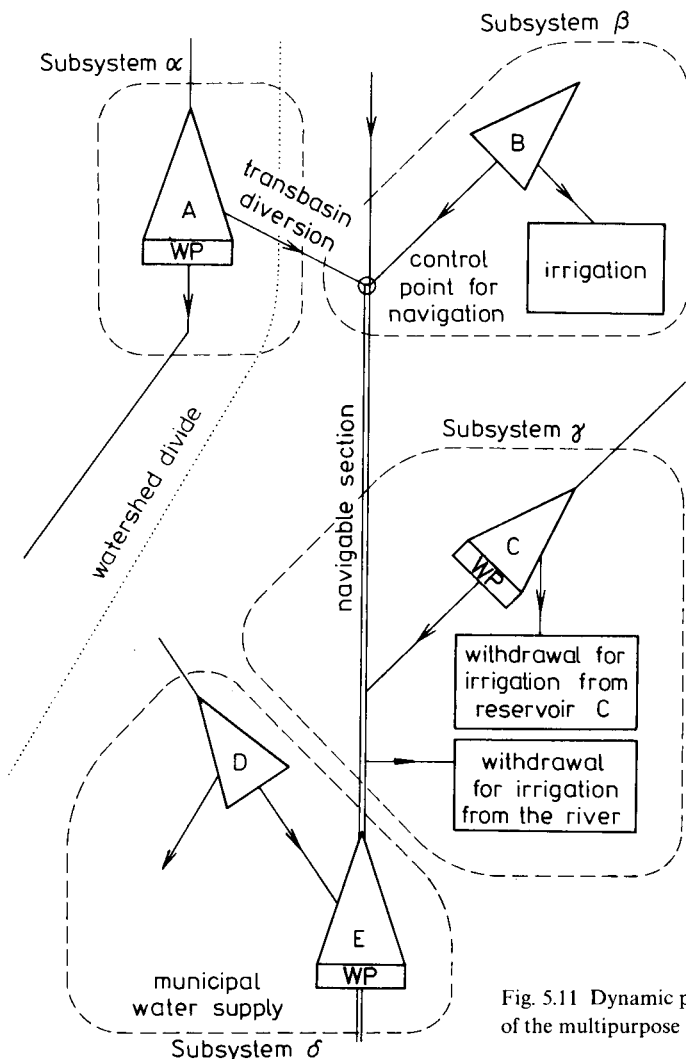 Subsystem β
Subsystem α
A
WP
transbasin
diversion
B
irrigation
control
point for
navigation
watershed divide
navigable section
Subsystem γ
C
WP
withdrawal for
irrigation from
reservoir C
withdrawal
for irrigation
from the river
D
E
WP
municipal
water supply
Subsystem δ
Fig. 5.11 Dynamic p
of the multipurpose